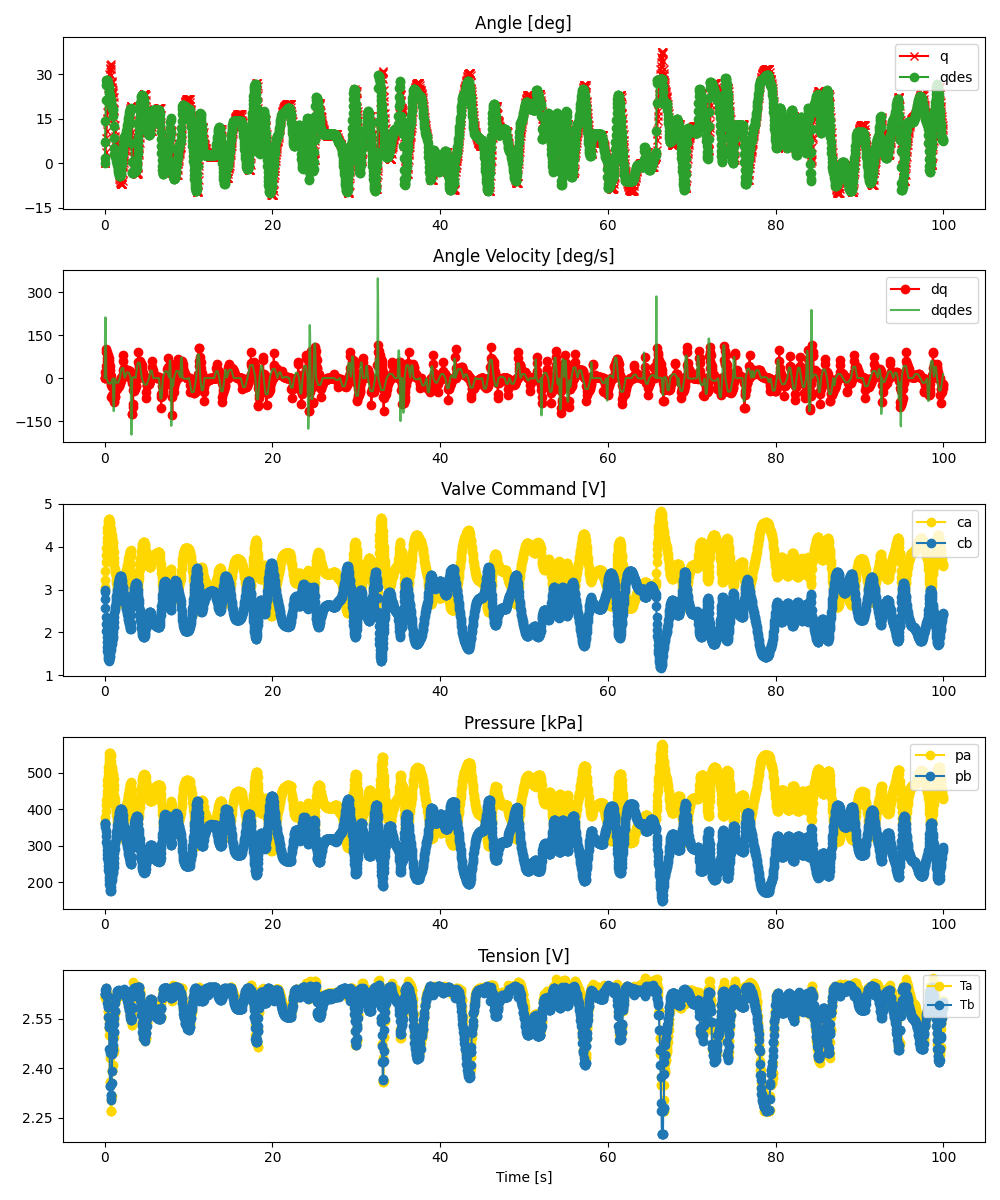 Angle [deg]
q
qdes
30
15
0
−15
0 20 40 60 80 100
Angle Velocity [deg/s]
dq
dqdes
300
150
0
−150
0 20 40 60 80 100
Valve Command [V]
ca
cb
5
4
3
2
1
0 20 40 60 80 100
Pressure [kPa]
pa
pb
500
400
300
200
0 20 40 60 80 100
Tension [V]
Ta
Tb
2.55
2.40
2.25
0 20 40 60 80 100
Time [s]